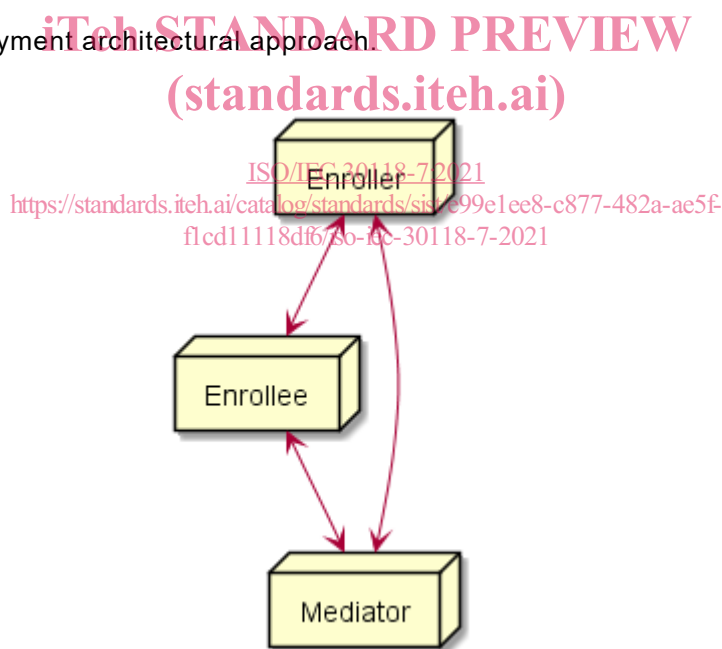 yment architectural approach.
iTeh STANDARD PREVIEW
(standards.iteh.ai)
Enroller
ISO/IEC 30118-7:2021
https://standards.iteh.ai/catalog/standards/sist/e99e1ee8-c877-482a-ae5f-
f1cd11118df6/iso-iec-30118-7-2021
Enrollee
Mediator